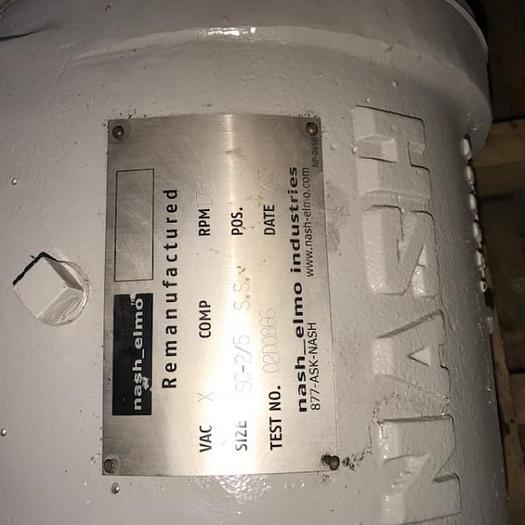 nash_elmo
Remanufactured
VAC X COMP RPM
SIZE SC-2/5 S.S. POS.
TEST NO. 02D0966 DATE
nash_elmo industries
877-ASK-NASH www.nash-elmo.com
NASH